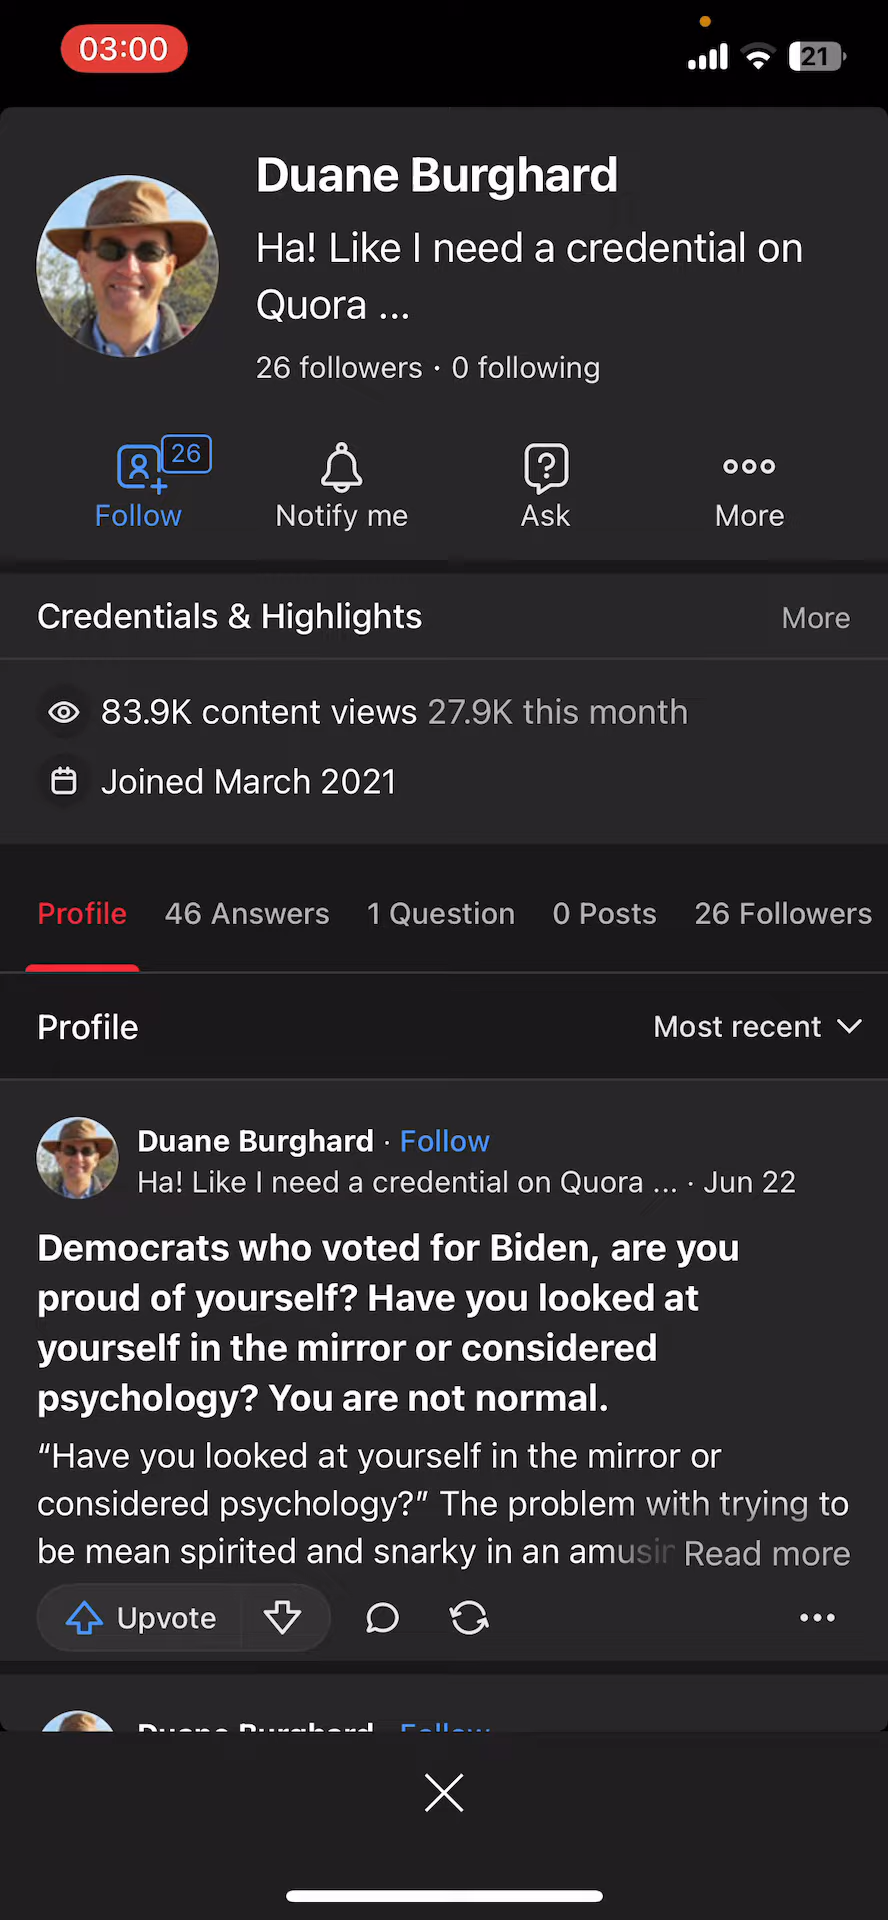 03:00
21
Duane Burghard
Ha! Like I need a credential on
Quora ...
26 followers · 0 following
26
Follow
Notify me
Ask
More
Credentials & Highlights
More
83.9K content views 27.9K this month
Joined March 2021
Profile
46 Answers
1 Question
0 Posts
26 Followers
Profile
Most recent
Duane Burghard · Follow
Ha! Like I need a credential on Quora ... · Jun 22
Democrats who voted for Biden, are you
proud of yourself? Have you looked at
yourself in the mirror or considered
psychology? You are not normal.
“Have you looked at yourself in the mirror or
considered psychology?” The problem with trying to
be mean spirited and snarky in an amusin Read more
Upvote
Duane Burghard · Follow